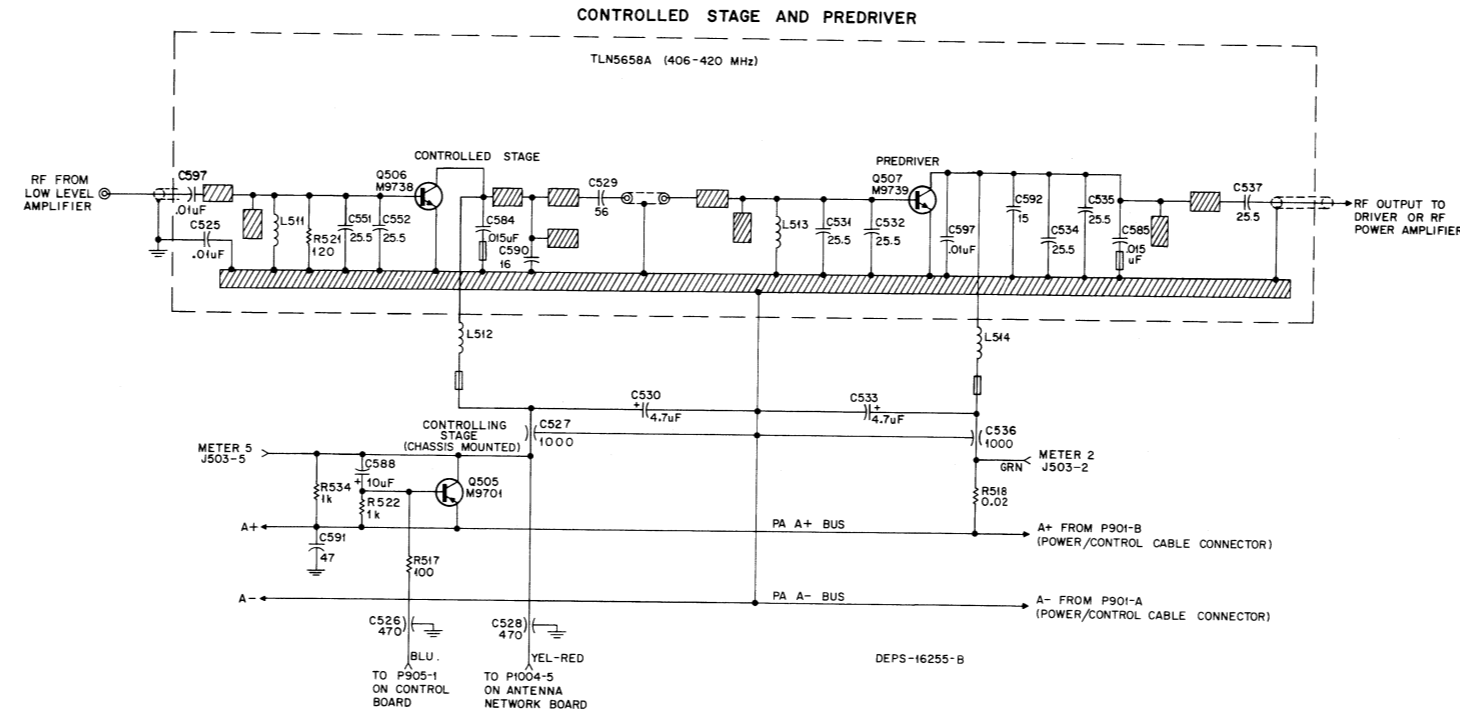 CONTROLLED STAGE AND PREDRIVER
TLN5658A (406-420 MHz)
RF FROM
LOW LEVEL
AMPLIFIER
C597
.01uF
C525
.01uF
L511
R521
120
C551
25.5
C552
25.5
Q506
M9738
CONTROLLED STAGE
C584
.015uF
C590
16
C529
56
L513
C531
25.5
C532
25.5
PREDRIVER
Q507
M9739
C597
.01uF
C592
15
C534
25.5
C535
25.5
C585
.015
uF
C537
25.5
RF OUTPUT TO
DRIVER OR RF
POWER AMPLIFIER
L512
L514
C530
+
4.7uF
C533
+
4.7uF
C527
1000
C536
1000
CONTROLLING
STAGE
(CHASSIS MOUNTED)
METER 5
J503-5
METER 2
J503-2
GRN
R534
1k
C588
+
10uF
R522
1k
Q505
M9701
R518
0.02
A+
PA A+ BUS
A+ FROM P901-B
(POWER/CONTROL CABLE CONNECTOR)
C591
47
R517
100
A-
PA A- BUS
A- FROM P901-A
(POWER/CONTROL CABLE CONNECTOR)
C526
470
C528
470
BLU.
YEL-RED
TO P905-1
ON CONTROL
BOARD
TO P1004-5
ON ANTENNA
NETWORK BOARD
DEPS-16255-B